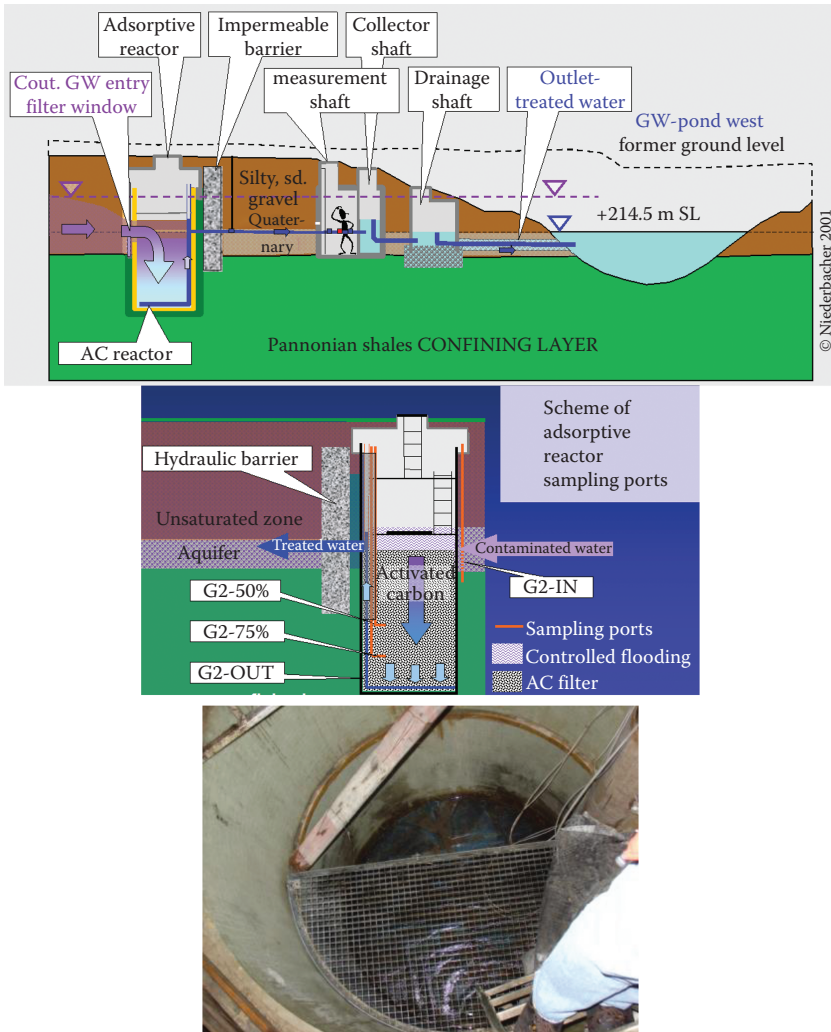 Adsorptive
reactor
Impermeable
barrier
Collector
shaft
Cout. GW entry
filter window
measurement
shaft
Drainage
shaft
Outlet-
treated water
GW-pond west
former ground level
Silty, sd.
gravel
Quater-
nary
+214.5 m SL
AC reactor
Pannonian shales CONFINING LAYER
© Niederbacher 2001
Scheme of
adsorptive
reactor
sampling ports
Hydraulic barrier
Unsaturated zone
Aquifer
Treated water
Contaminated water
Activated
carbon
G2-50%
G2-IN
G2-75%
G2-OUT
Sampling ports
Controlled flooding
AC filter